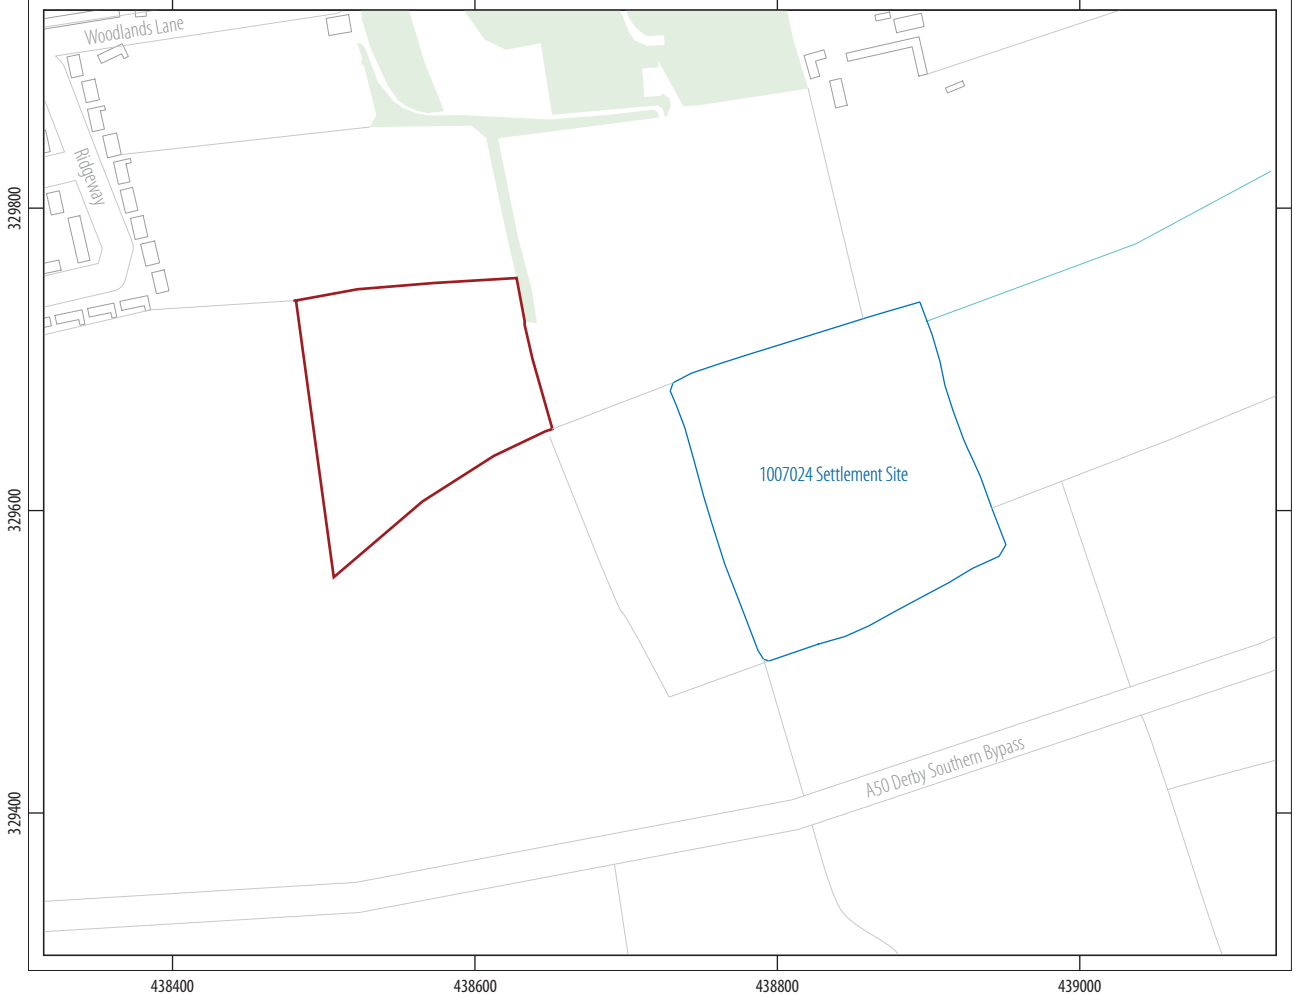 Woodlands Lane
Ridgeway
329800
1007024 Settlement Site
329600
A50 Derby Southern Bypass
329400
438400
438600
438800
439000